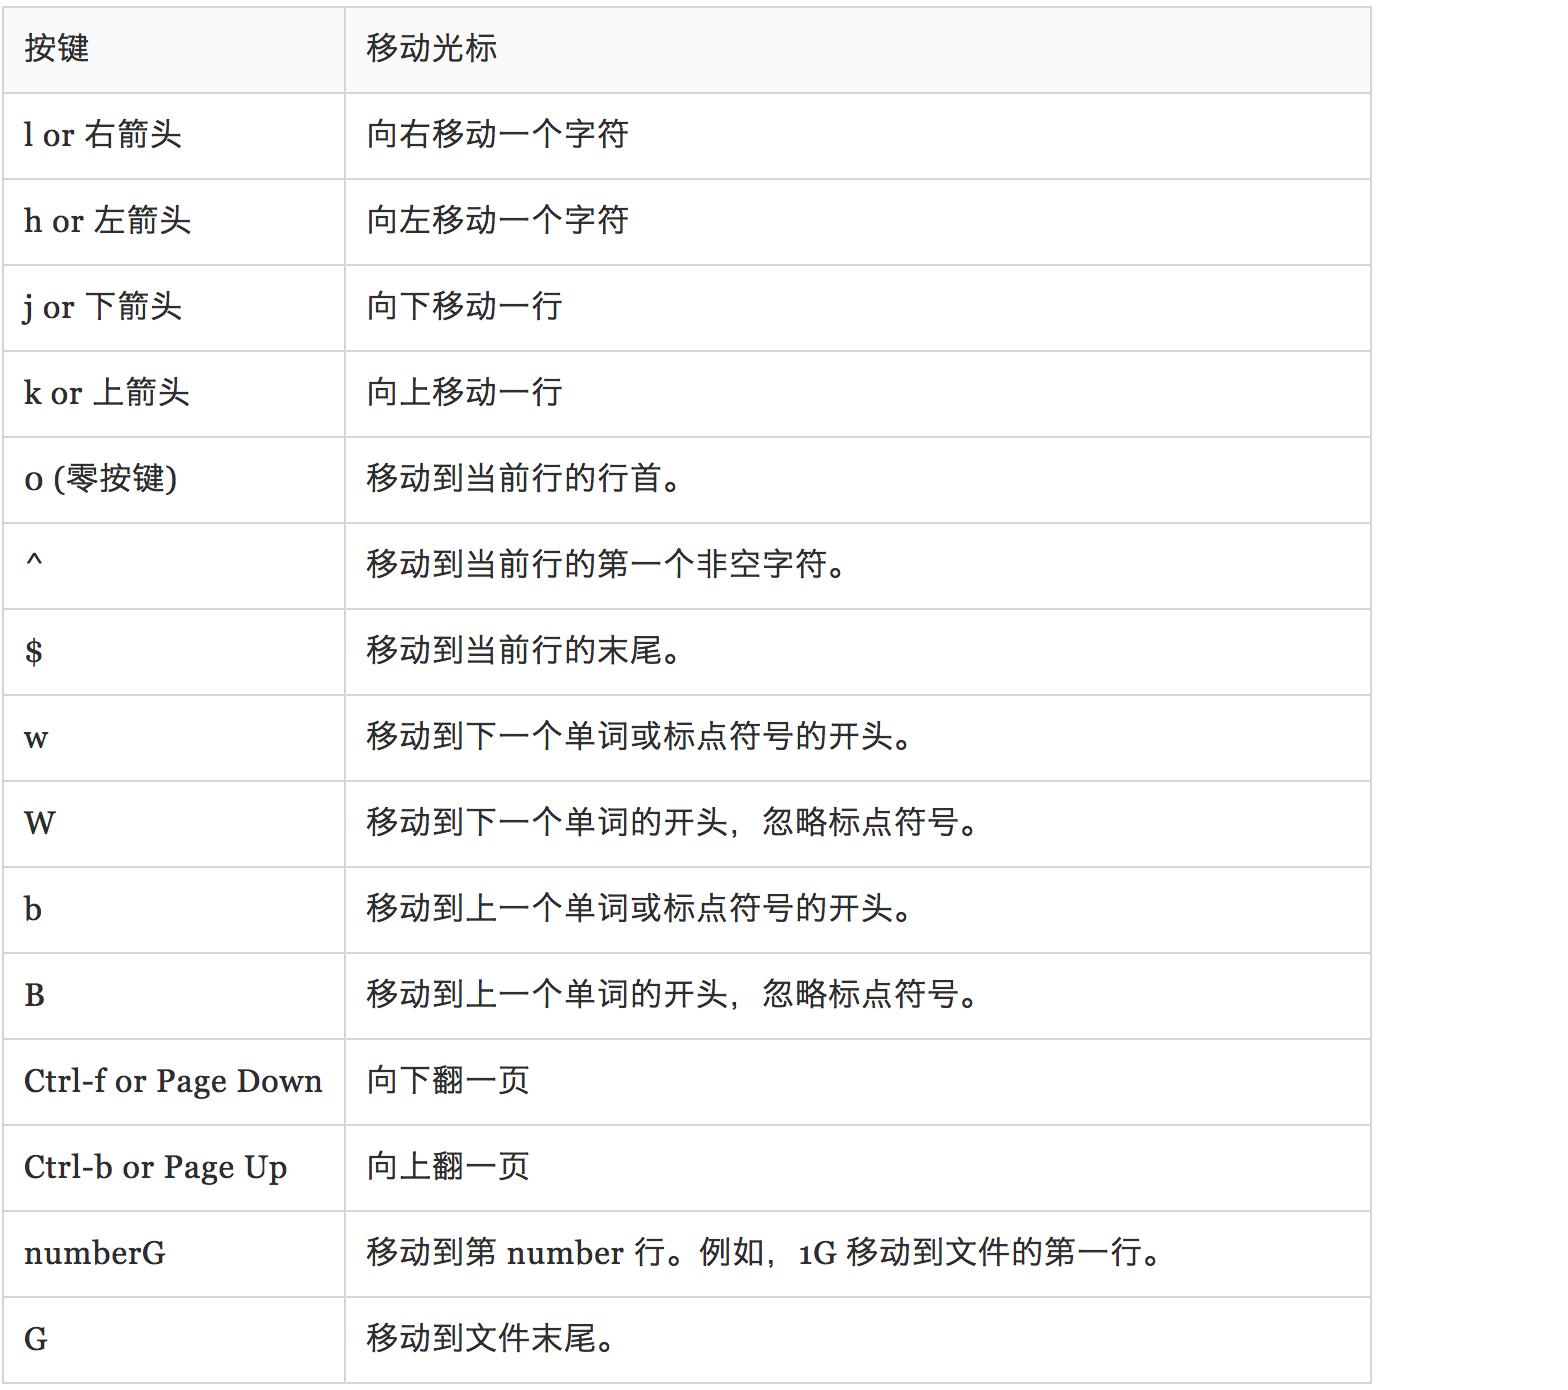 按键 移动光标
l or 右箭头 向右移动一个字符
h or 左箭头 向左移动一个字符
j or 下箭头 向下移动一行
k or 上箭头 向上移动一行
0 (零按键) 移动到当前行的行首。
^ 移动到当前行的第一个非空字符。
$ 移动到当前行的末尾。
w 移动到下一个单词或标点符号的开头。
W 移动到下一个单词的开头，忽略标点符号。
b 移动到上一个单词或标点符号的开头。
B 移动到上一个单词的开头，忽略标点符号。
Ctrl-f or Page Down 向下翻一页
Ctrl-b or Page Up 向上翻一页
numberG 移动到第 number 行。例如，1G 移动到文件的第一行。
G 移动到文件末尾。